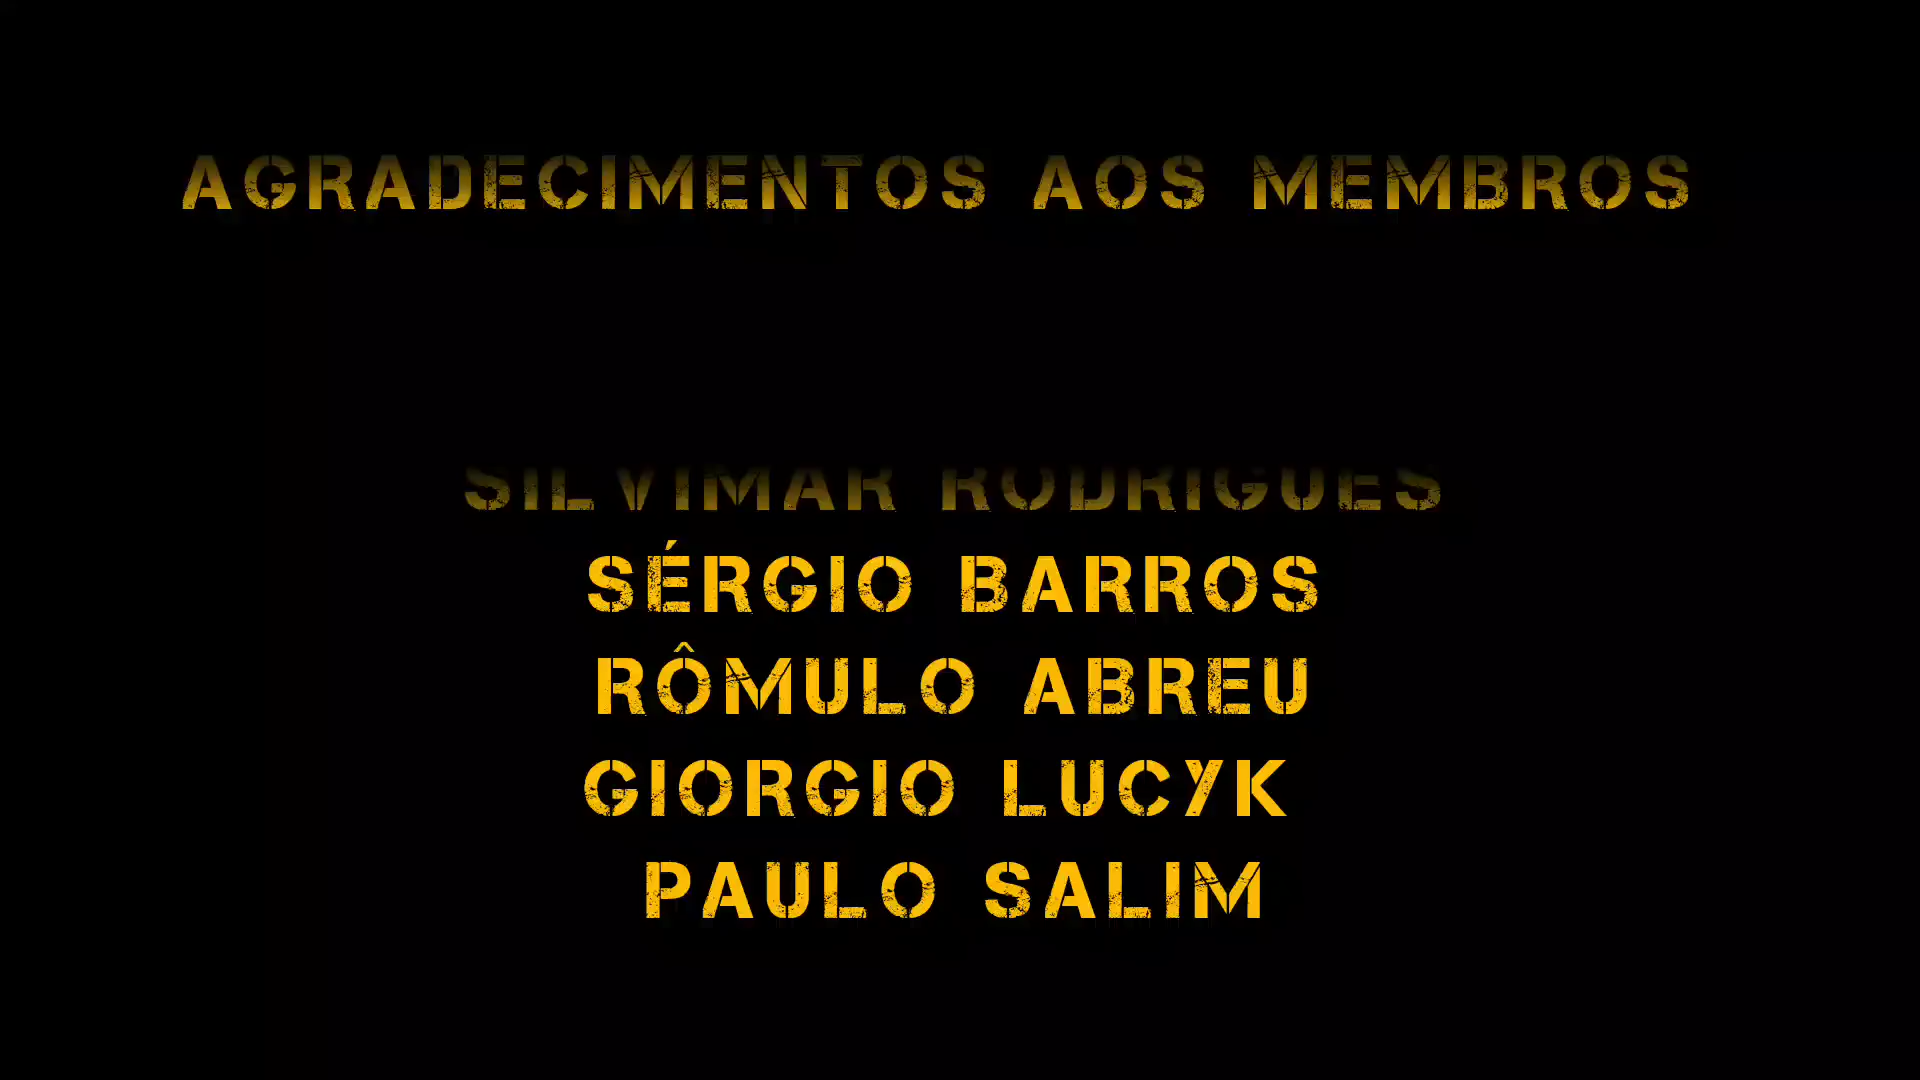 AGRADECIMENTOS AOS MEMBROS
SILVIMAR RODRIGUES
SÉRGIO BARROS
RÔMULO ABREU
GIORGIO LUCYK
PAULO SALIM